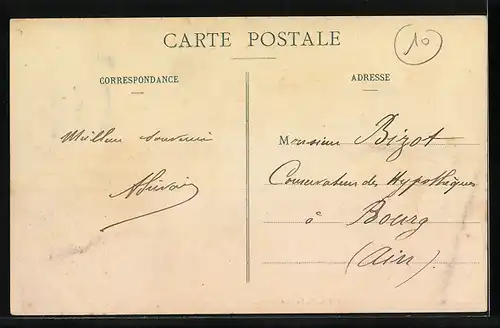 CARTE POSTALE
10
CORRESPONDANCE
ADRESSE
Meilleur souvenir
Monsieur Bizot
Conservateur des Hypothèques
à Bourg
(Ain).